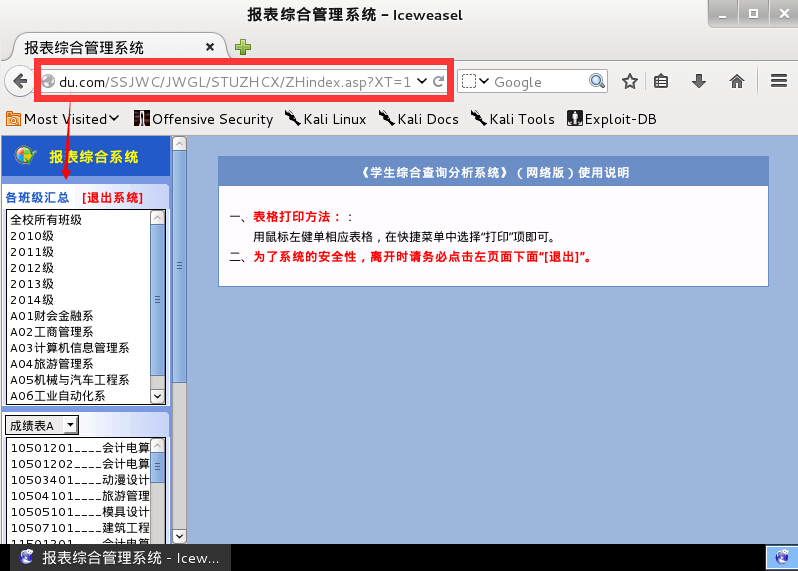 报表综合管理系统 - Iceweasel
报表综合管理系统
du.com/SSJWC/JWGL/STUZHCX/ZHindex.asp?XT=1
Google
Most Visited
Offensive Security
Kali Linux
Kali Docs
Kali Tools
Exploit-DB
报表综合系统
各班级汇总 [退出系统]
全校所有班级
2010级
2011级
2012级
2013级
2014级
A01财会金融系
A02工商管理系
A03计算机信息管理系
A04旅游管理系
A05机械与汽车工程系
A06工业自动化系
成绩表A
10501201____会计电算
10501202____会计电算
10503401____动漫设计
10504101____旅游管理
10505101____模具设计
10507101____建筑工程
11501201____会计电算
《学生综合查询分析系统》（网络版）使用说明
一、表格打印方法：：
用鼠标左健单相应表格，在快捷菜单中选择“打印”项即可。
二、为了系统的安全性，离开时请务必点击左页面下面“[退出]”。
报表综合管理系统 - Icew...